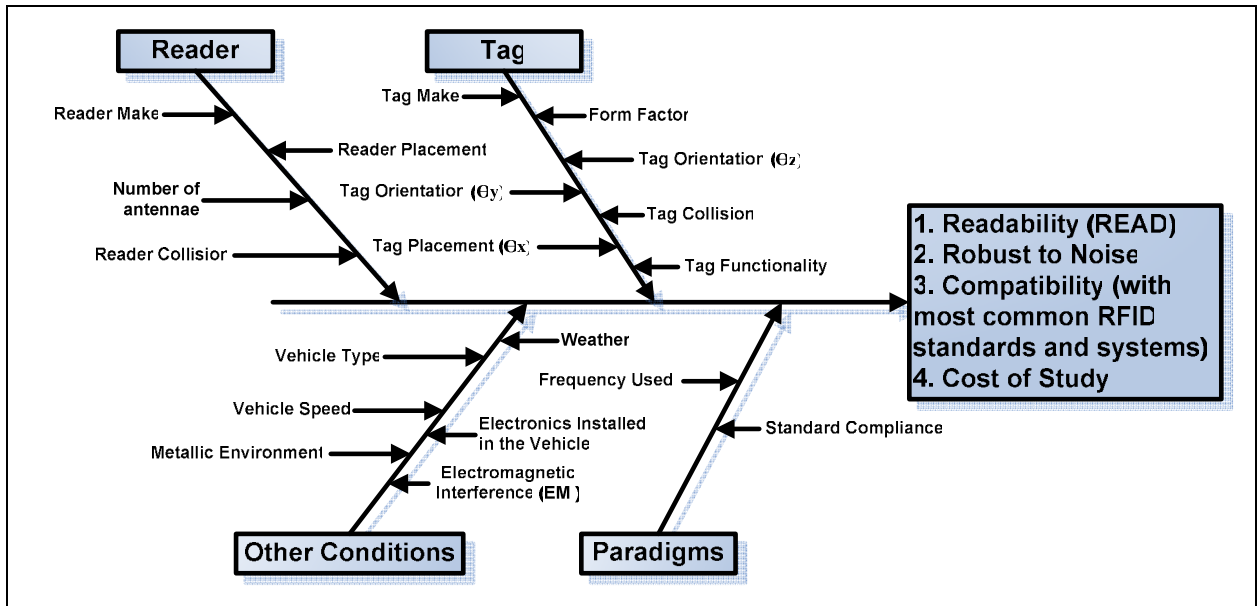 Reader
Tag
Reader Make
Reader Placement
Number of
antennae
Reader Collision
Tag Make
Form Factor
Tag Orientation (ϴz)
Tag Orientation (ϴy)
Tag Collision
Tag Placement (ϴx)
Tag Functionality
1. Readability (READ)
2. Robust to Noise
3. Compatibility (with
most common RFID
standards and systems)
4. Cost of Study
Weather
Vehicle Type
Vehicle Speed
Electronics Installed
in the Vehicle
Metallic Environment
Electromagnetic
Interference (EM )
Frequency Used
Standard Compliance
Other Conditions
Paradigms